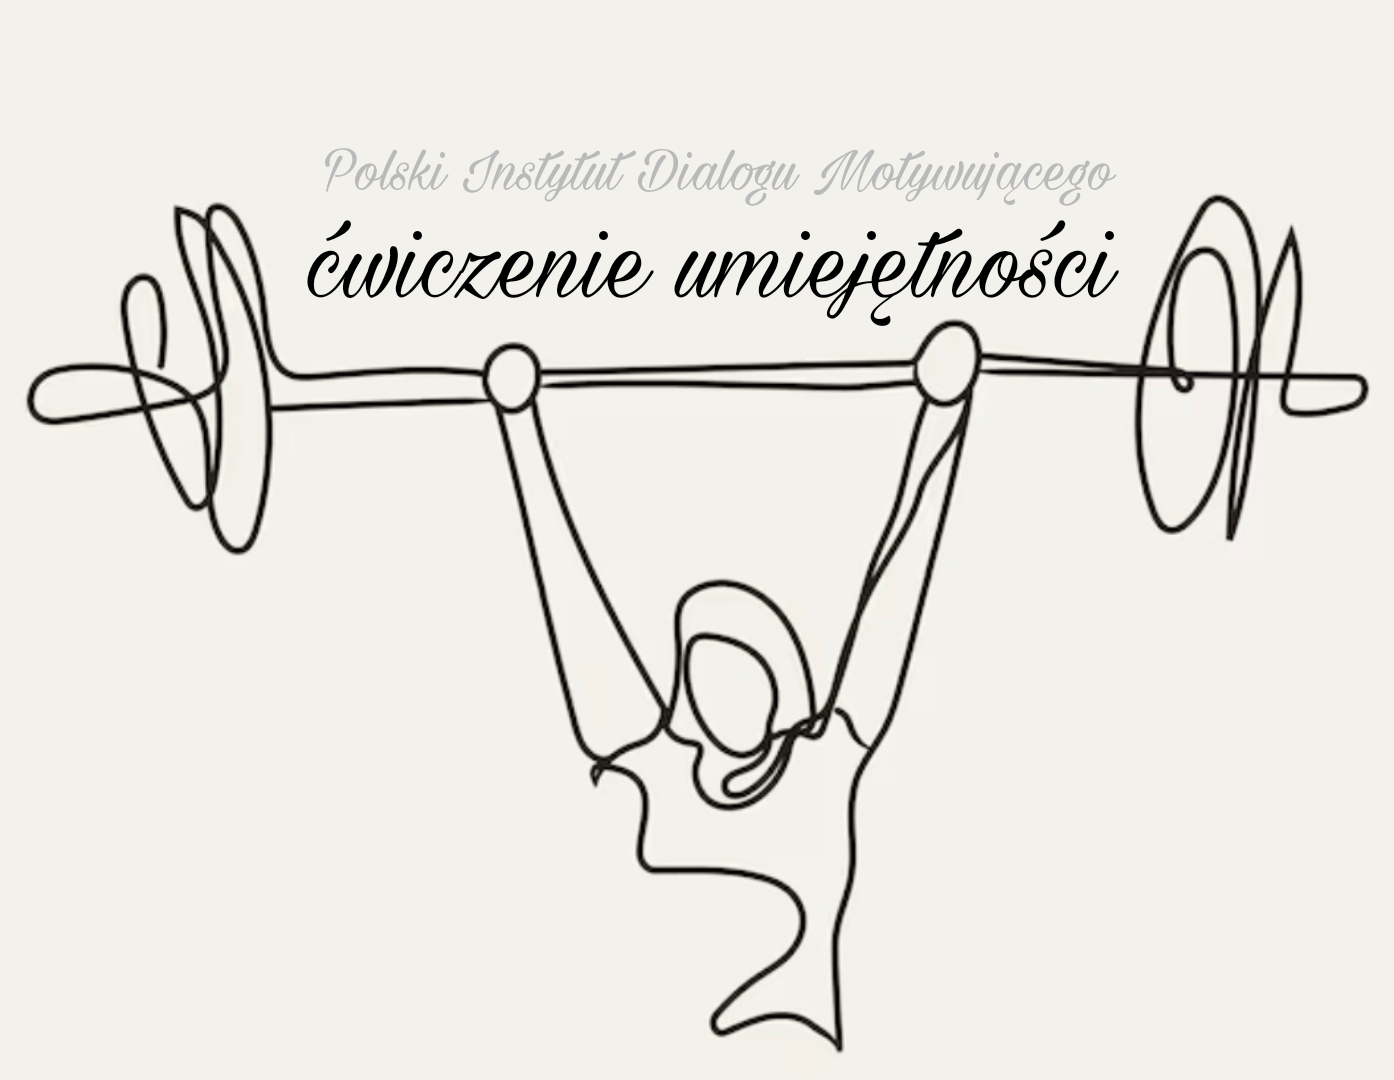 Polski Instytut Dialogu Motywującego
ćwiczenie umiejętności